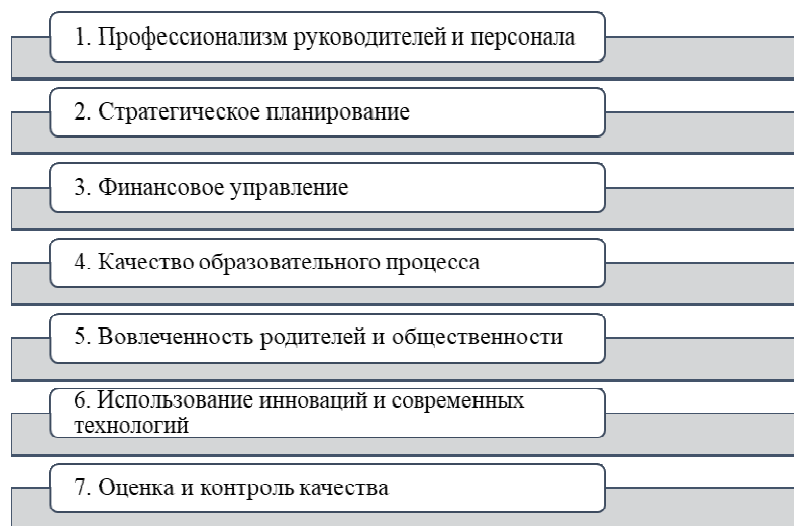 1. Профессионализм руководителей и персонала
2. Стратегическое планирование
3. Финансовое управление
4. Качество образовательного процесса
5. Вовлеченность родителей и общественности
6. Использование инноваций и современных
технологий
7. Оценка и контроль качества